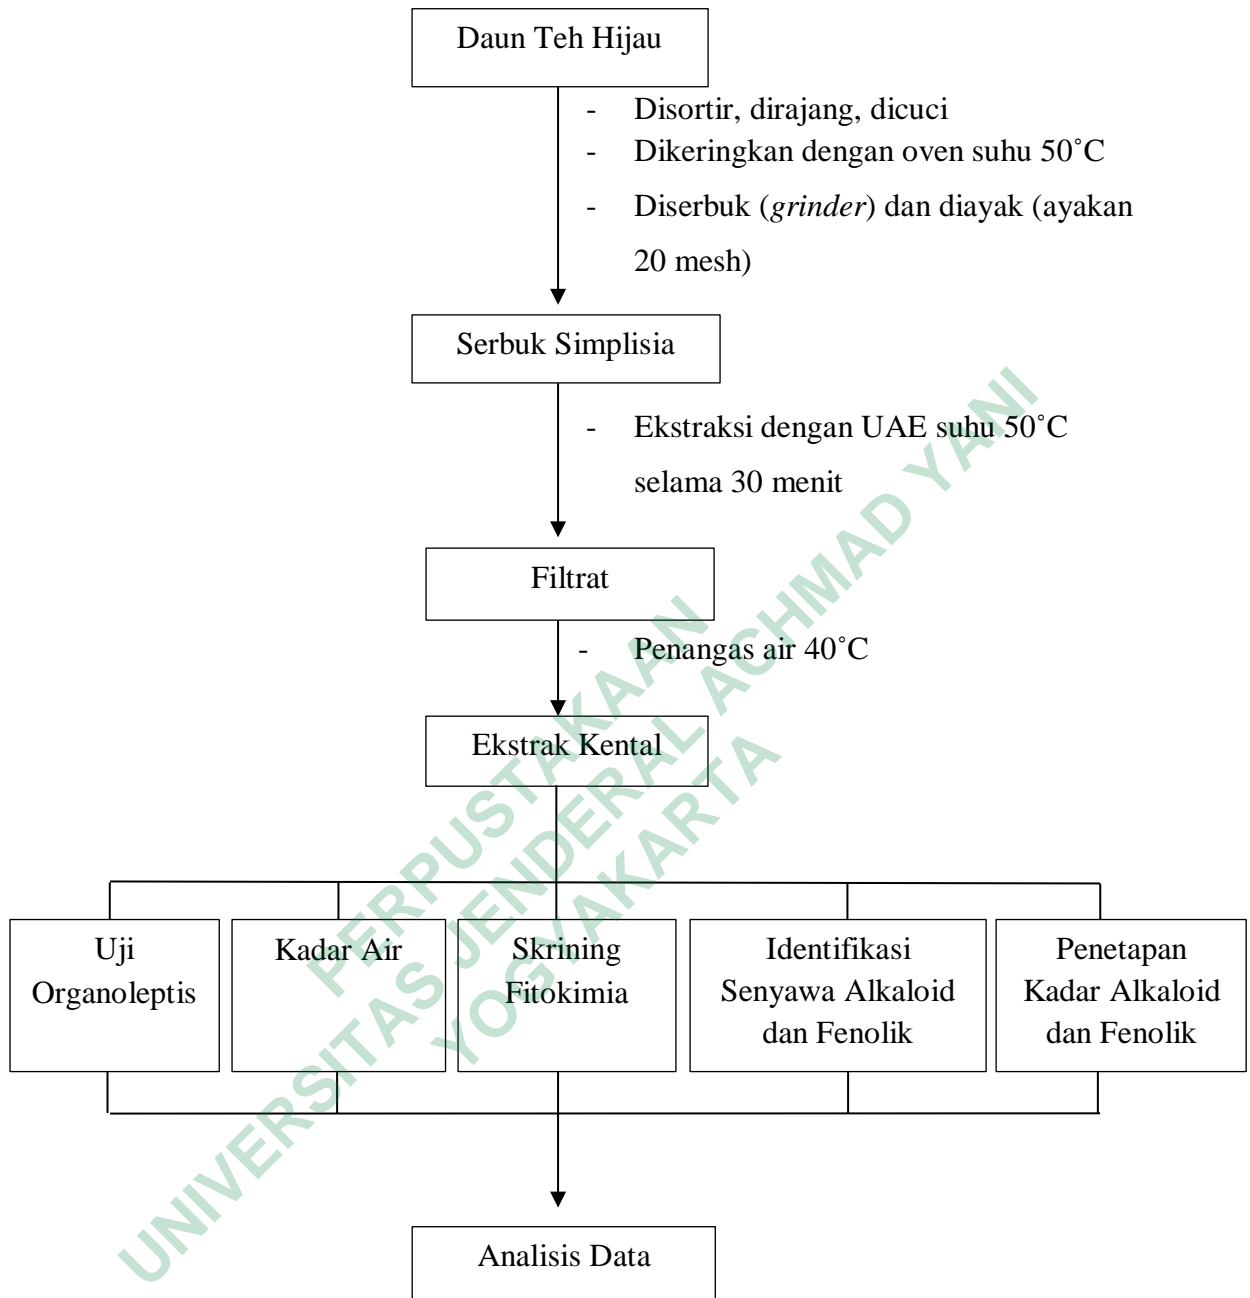 Daun Teh Hijau
- Disortir, dirajang, dicuci
- Dikeringkan dengan oven suhu 50˚C
- Diserbuk (grinder) dan diayak (ayakan
20 mesh)
Serbuk Simplisia
- Ekstraksi dengan UAE suhu 50˚C
selama 30 menit
Filtrat
- Penangas air 40˚C
Ekstrak Kental
Uji
Organoleptis
Kadar Air
Skrining
Fitokimia
Identifikasi
Senyawa Alkaloid
dan Fenolik
Penetapan
Kadar Alkaloid
dan Fenolik
Analisis Data
PERPUSTAKAAN
UNIVERSITAS JENDERAL ACHMAD YANI
YOGYAKARTA